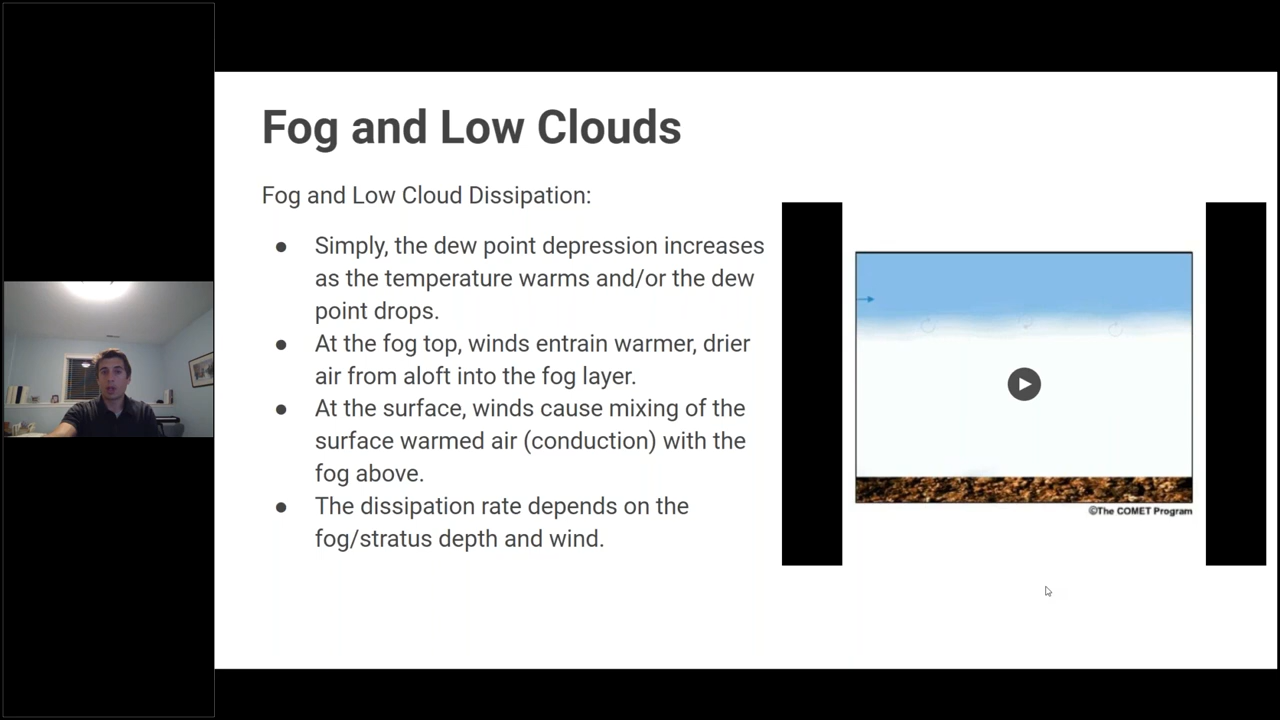 Fog and Low Clouds
Fog and Low Cloud Dissipation:
● Simply, the dew point depression increases
as the temperature warms and/or the dew
point drops.
● At the fog top, winds entrain warmer, drier
air from aloft into the fog layer.
● At the surface, winds cause mixing of the
surface warmed air (conduction) with the
fog above.
● The dissipation rate depends on the
fog/stratus depth and wind.
©The COMET Program